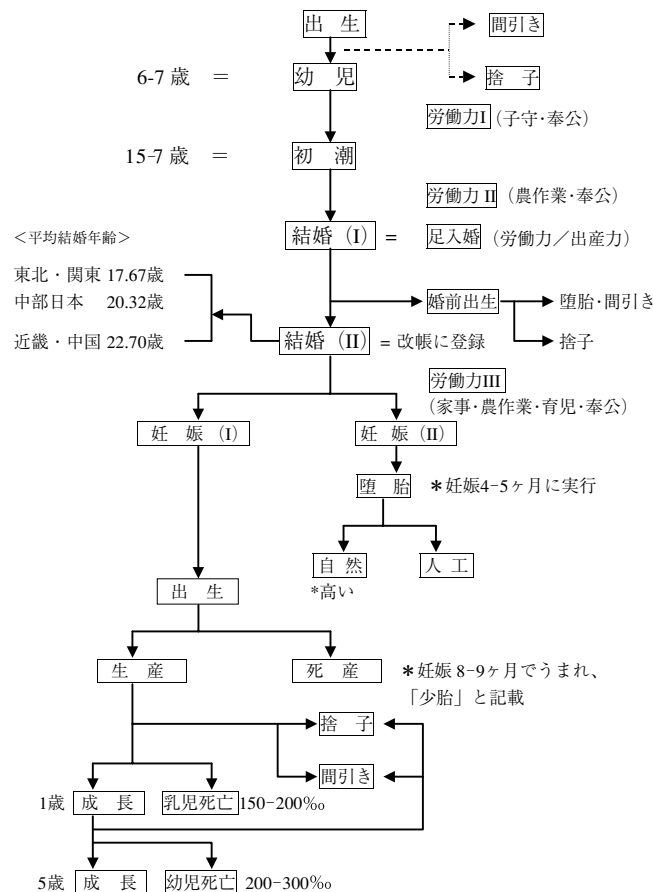 出 生
間引き
捨 子
6-7 歳 = 幼 児
労働力I (子守・奉公)
15-7 歳 = 初 潮
労働力 II (農作業・奉公)
結婚 (I) = 足入婚 (労働力／出産力)
＜平均結婚年齢＞
東北・関東 17.67歳
中部日本 20.32歳
近畿・中国 22.70歳
婚前出生
堕胎・間引き
捨子
結婚 (II) = 改帳に登録
労働力III
(家事・農作業・育児・奉公)
妊 娠 (I)
妊 娠 (II)
堕 胎 ＊妊娠4-5ヶ月に実行
自 然
人 工
*高い
出 生
生 産
死 産
＊妊娠 8-9ヶ月でうまれ、
「少胎」と記載
捨 子
間引き
1歳 成 長 乳児死亡 150-200‰
5歳 成 長 幼児死亡 200-300‰